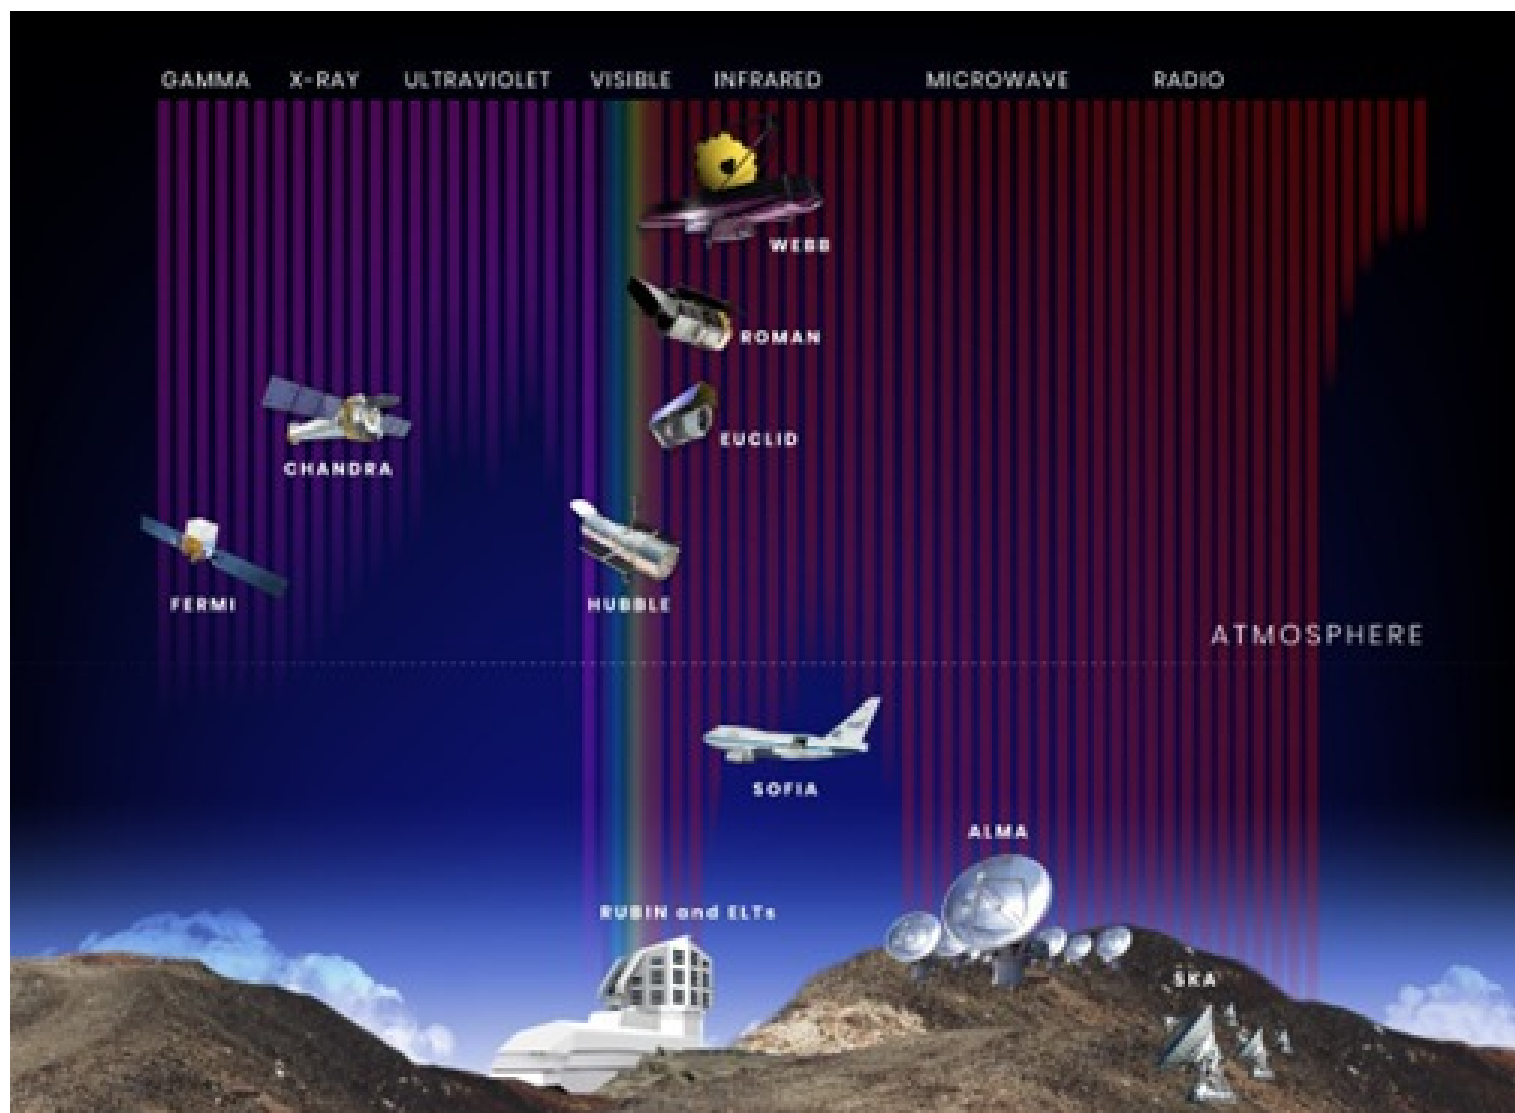 GAMMA X-RAY ULTRAVIOLET VISIBLE INFRARED MICROWAVE RADIO
WEBB
ROMAN
EUCLID
CHANDRA
HUBBLE
FERMI
ATMOSPHERE
SOFIA
ALMA
RUBIN and ELTs
SKA